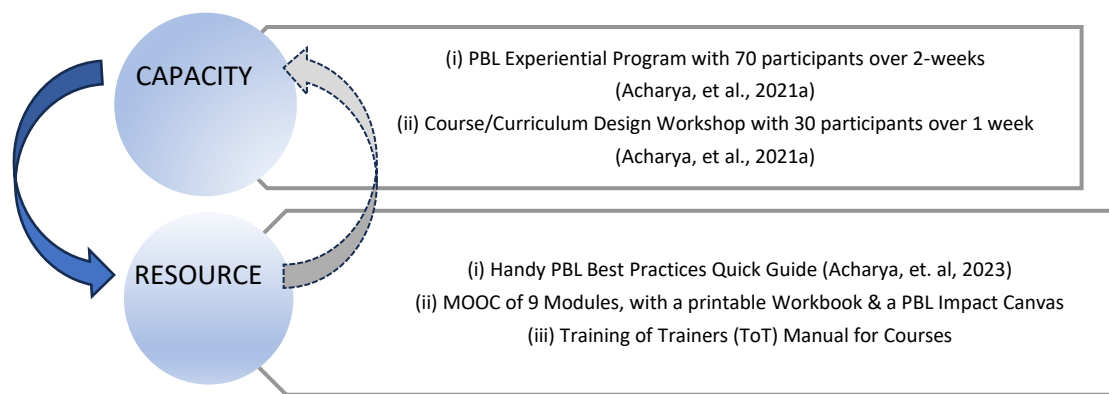 CAPACITY
(i) PBL Experiential Program with 70 participants over 2-weeks
(Acharya, et al., 2021a)
(ii) Course/Curriculum Design Workshop with 30 participants over 1 week
(Acharya, et al., 2021a)
RESOURCE
(i) Handy PBL Best Practices Quick Guide (Acharya, et. al, 2023)
(ii) MOOC of 9 Modules, with a printable Workbook & a PBL Impact Canvas
(iii) Training of Trainers (ToT) Manual for Courses